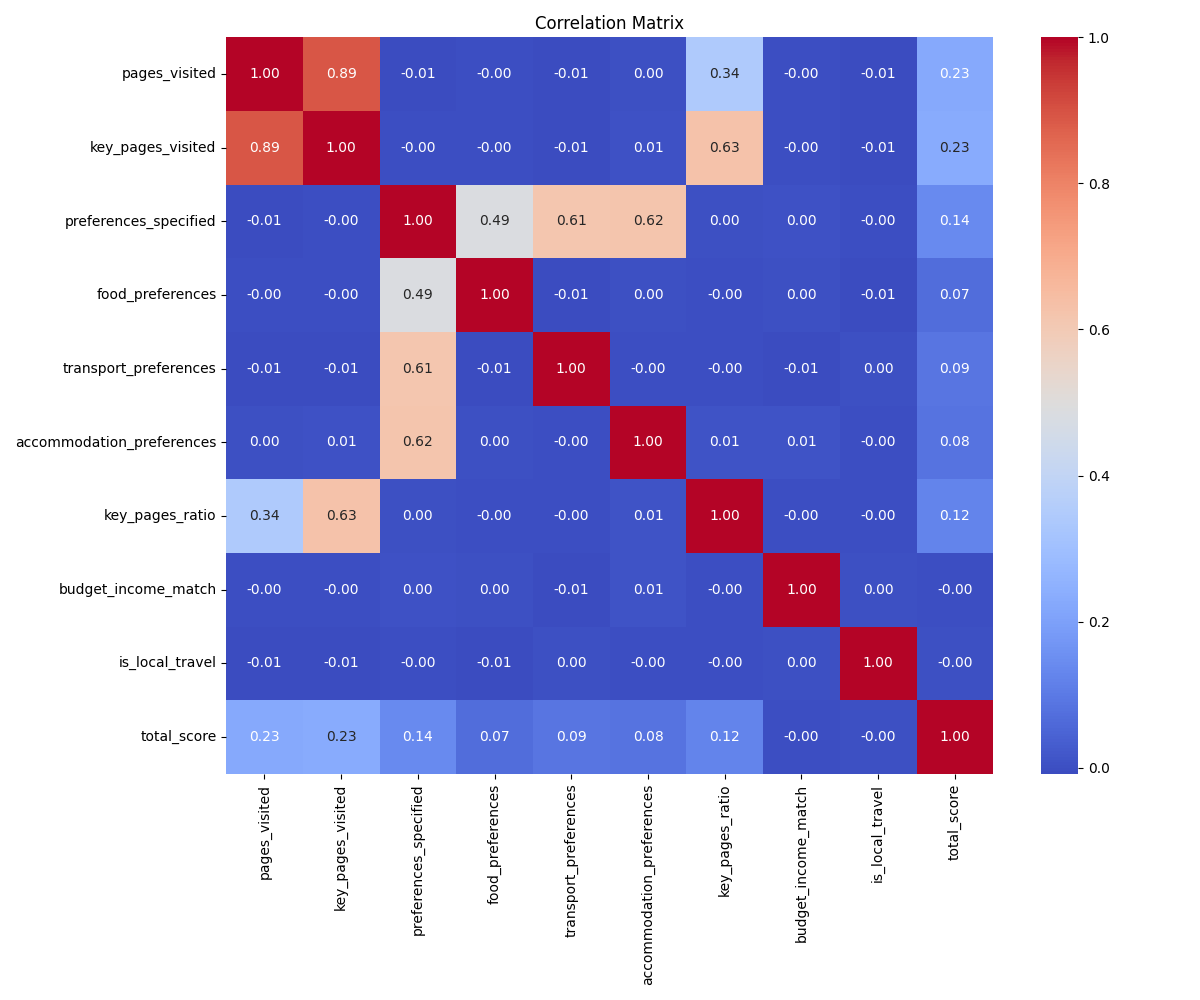 Correlation Matrix
pages_visited 1.00 0.89 -0.01 -0.00 -0.01 0.00 0.34 -0.00 -0.01 0.23
key_pages_visited 0.89 1.00 -0.00 -0.00 -0.01 0.01 0.63 -0.00 -0.01 0.23
preferences_specified -0.01 -0.00 1.00 0.49 0.61 0.62 0.00 0.00 -0.00 0.14
food_preferences -0.00 -0.00 0.49 1.00 -0.01 0.00 -0.00 0.00 -0.01 0.07
transport_preferences -0.01 -0.01 0.61 -0.01 1.00 -0.00 -0.00 -0.01 0.00 0.09
accommodation_preferences 0.00 0.01 0.62 0.00 -0.00 1.00 0.01 0.01 -0.00 0.08
key_pages_ratio 0.34 0.63 0.00 -0.00 -0.00 0.01 1.00 -0.00 -0.00 0.12
budget_income_match -0.00 -0.00 0.00 0.00 -0.01 0.01 -0.00 1.00 0.00 -0.00
is_local_travel -0.01 -0.01 -0.00 -0.01 0.00 -0.00 -0.00 0.00 1.00 -0.00
total_score 0.23 0.23 0.14 0.07 0.09 0.08 0.12 -0.00 -0.00 1.00
pages_visited
key_pages_visited
preferences_specified
food_preferences
transport_preferences
accommodation_preferences
key_pages_ratio
budget_income_match
is_local_travel
total_score
1.0
0.8
0.6
0.4
0.2
0.0